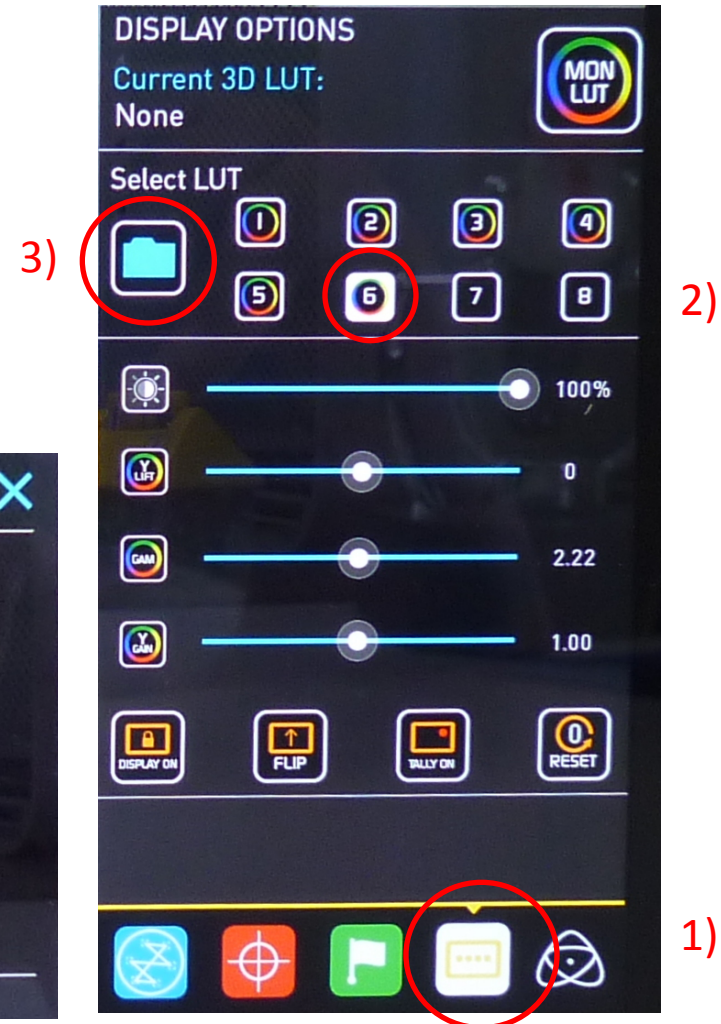 DISPLAY OPTIONS
Current 3D LUT:
None
MON
LUT
Select LUT
3)
1 2 3 4
5 6 7 8
2)
100%
Y
LIFT
0
GAM
2.22
Y
GAIN
1.00
DISPLAY ON
FLIP
TALLY ON
0
RESET
1)